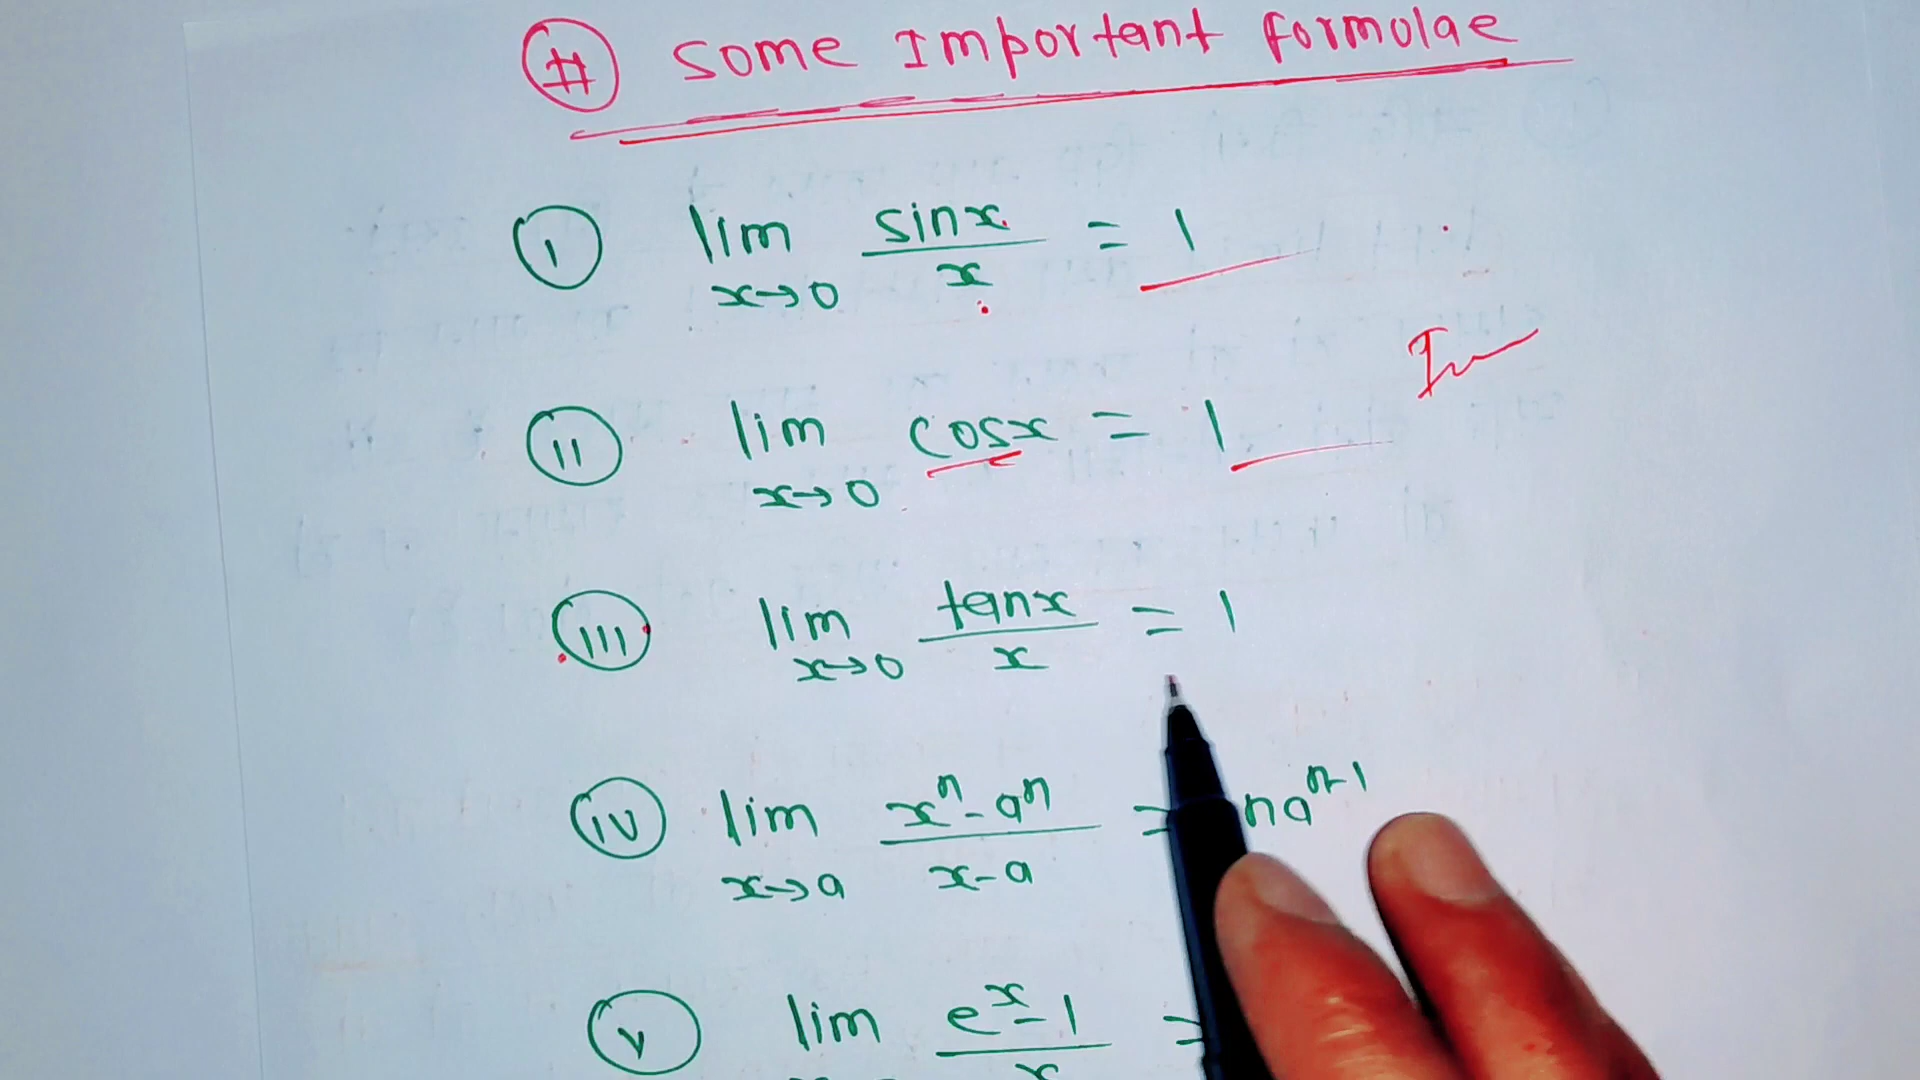 # Some Important Formulae
(i) lim x→0 sinx/x = 1
(ii) lim x→0 cosx = 1
(iii) lim x→0 tanx/x = 1
(iv) lim x→a (xⁿ-aⁿ)/(x-a) = naⁿ⁻¹
(v) lim (eˣ-1)/x =